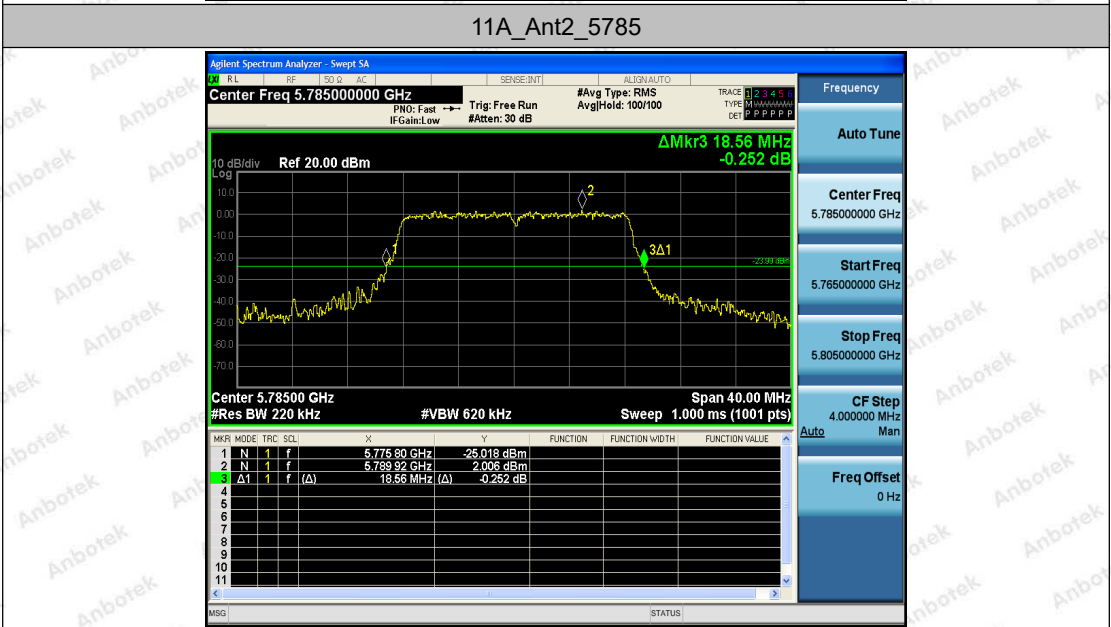 11A_Ant2_5785
Agilent Spectrum Analyzer - Swept SA
LXI RL RF 50 Ω AC SENSE:INT ALIGNAUTO
Center Freq 5.785000000 GHz
PNO: Fast
IFGain:Low
Trig: Free Run
#Atten: 30 dB
#Avg Type: RMS
Avg|Hold: 100/100
TRACE 1 2 3 4 5 6
TYPE M WWWWW
DET P P P P P P
Frequency
Auto Tune
Center Freq
5.785000000 GHz
Start Freq
5.765000000 GHz
Stop Freq
5.805000000 GHz
CF Step
4.000000 MHz
Auto Man
Freq Offset
0 Hz
ΔMkr3 18.56 MHz
-0.252 dB
10 dB/div Ref 20.00 dBm
Log
10.0
0.00
-10.0
-20.0
-30.0
-40.0
-50.0
-60.0
-70.0
1
2
3Δ1
-23.99 dBm
Center 5.78500 GHz Span 40.00 MHz
#Res BW 220 kHz #VBW 620 kHz Sweep 1.000 ms (1001 pts)
MKR MODE TRC SCL X Y FUNCTION FUNCTION WIDTH FUNCTION VALUE
1 N 1 f 5.775 80 GHz -25.018 dBm
2 N 1 f 5.789 92 GHz 2.006 dBm
3 Δ1 1 f (Δ) 18.56 MHz (Δ) -0.252 dB
4
5
6
7
8
9
10
11
MSG STATUS
Anbotek